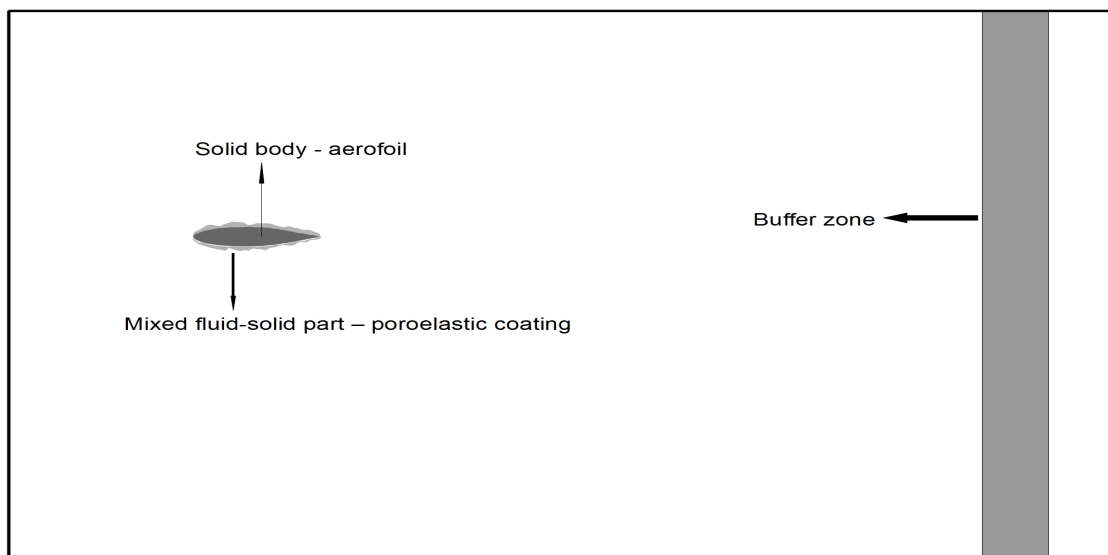 Solid body - aerofoil
Buffer zone
Mixed fluid-solid part – poroelastic coating